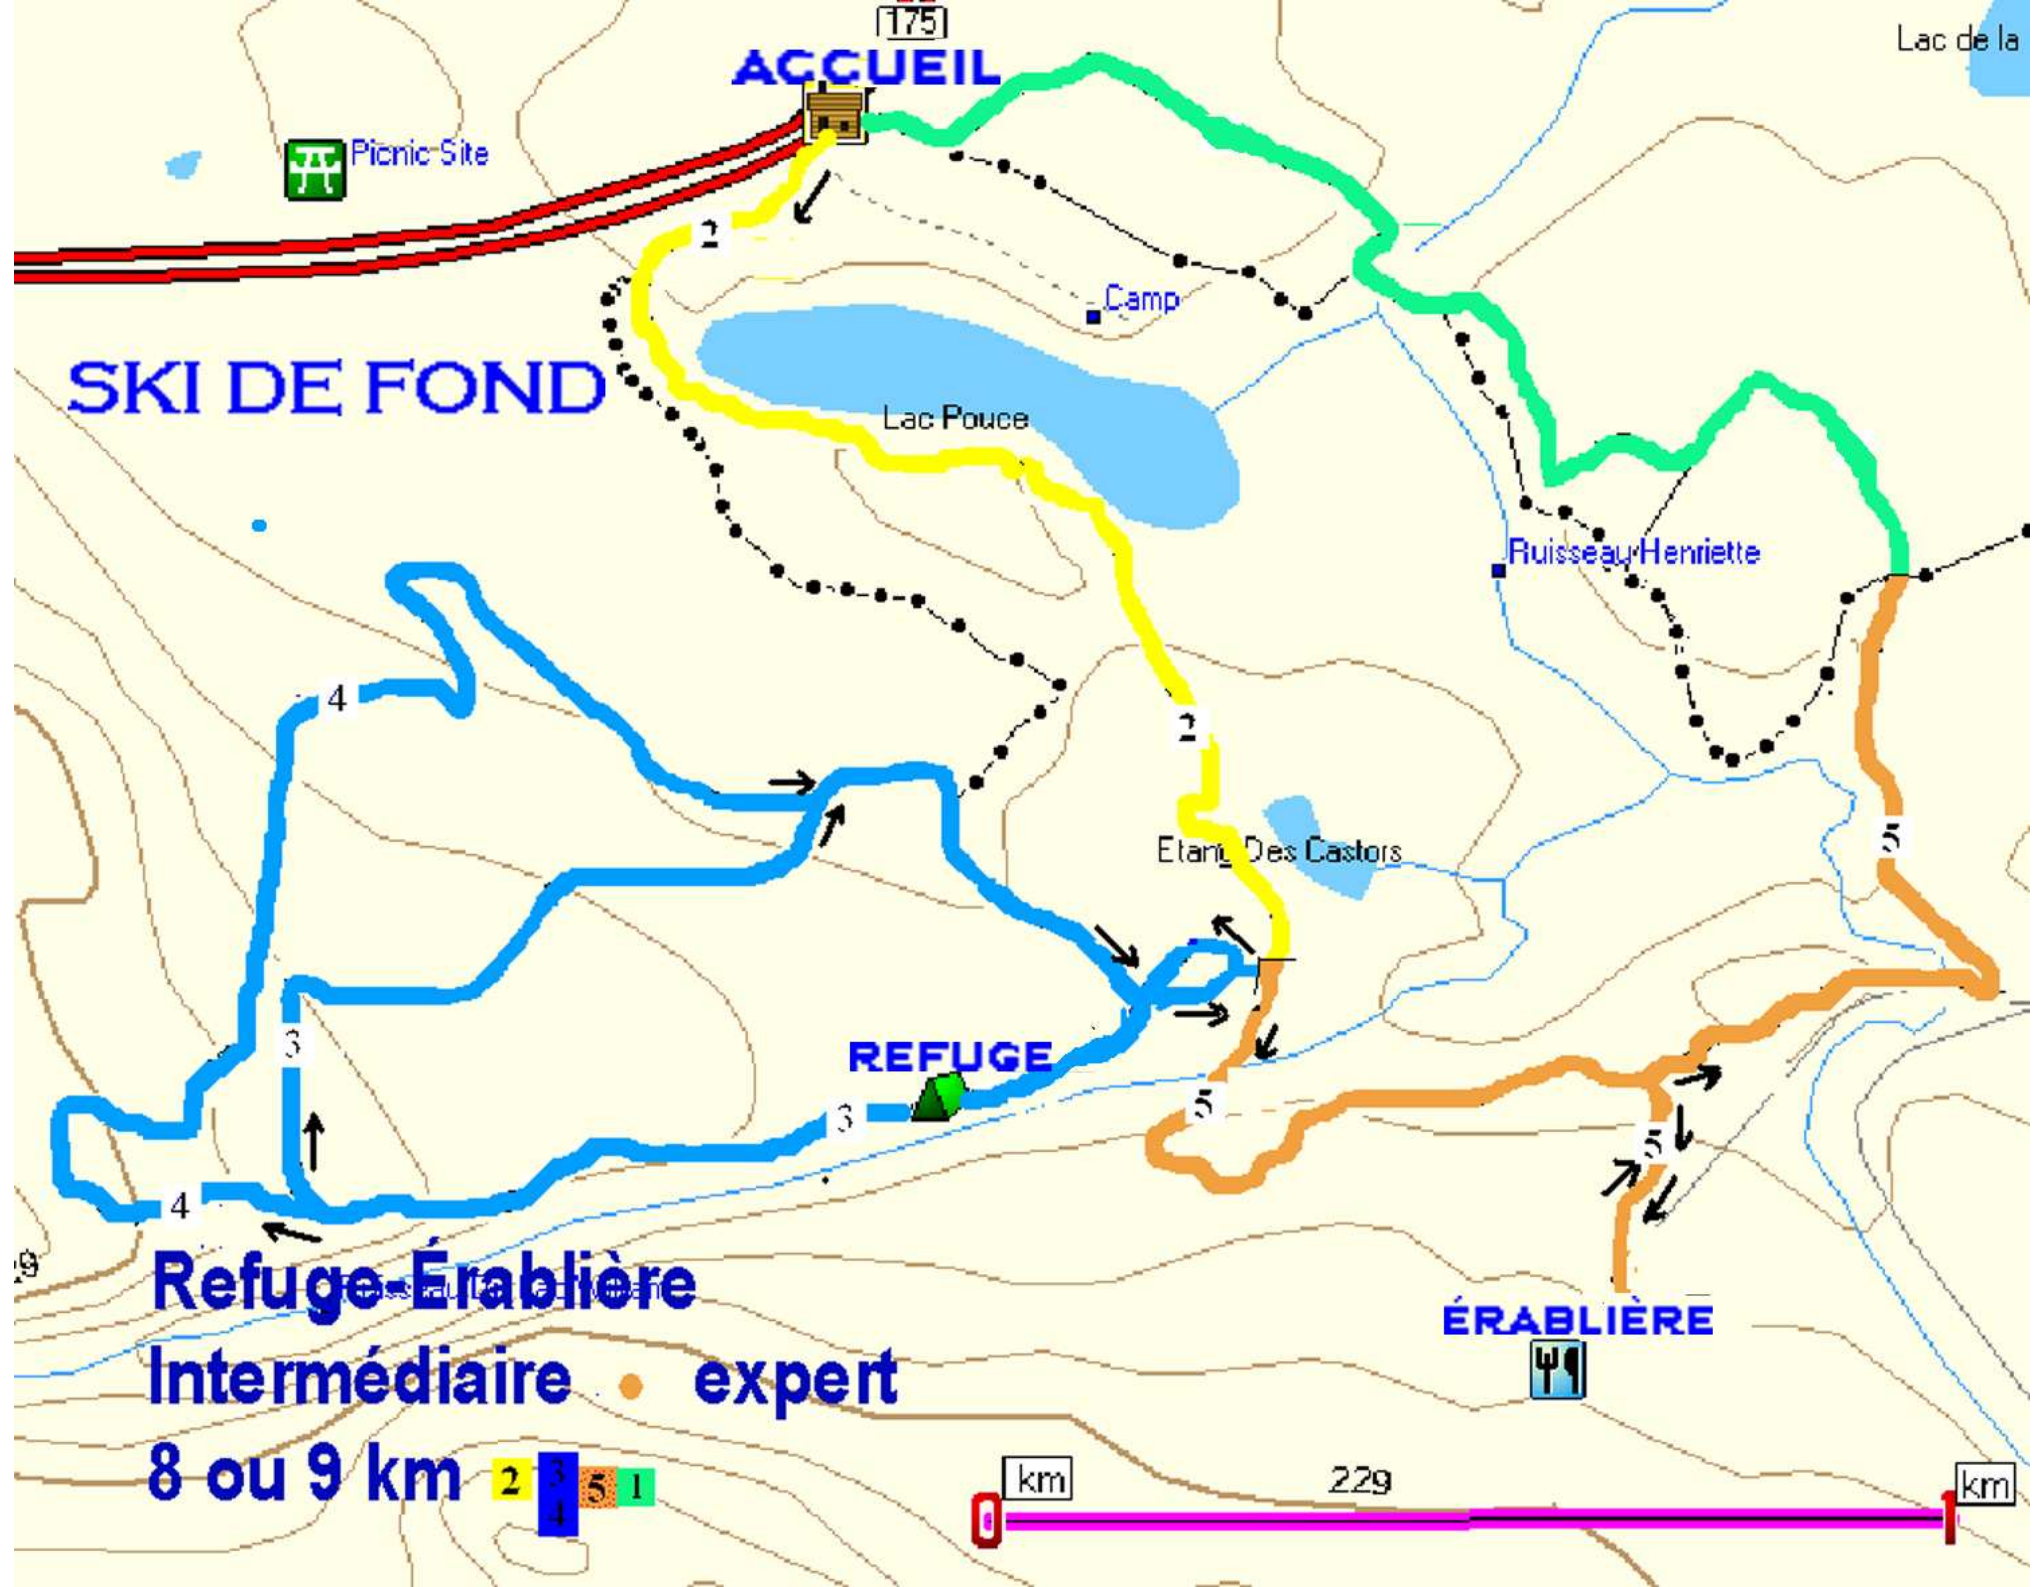 175
ACCUEIL
Lac de la
Picnic Site
2
Camp
SKI DE FOND
Lac Pouce
Ruisseau Henriette
4
2
5
Etang Des Castors
3
REFUGE
3
5
5
4
Refuge-Érablière
ÉRABLIÈRE
Intermédiaire • expert
8 ou 9 km 2 3 4 5 1
km 229 km
0 1